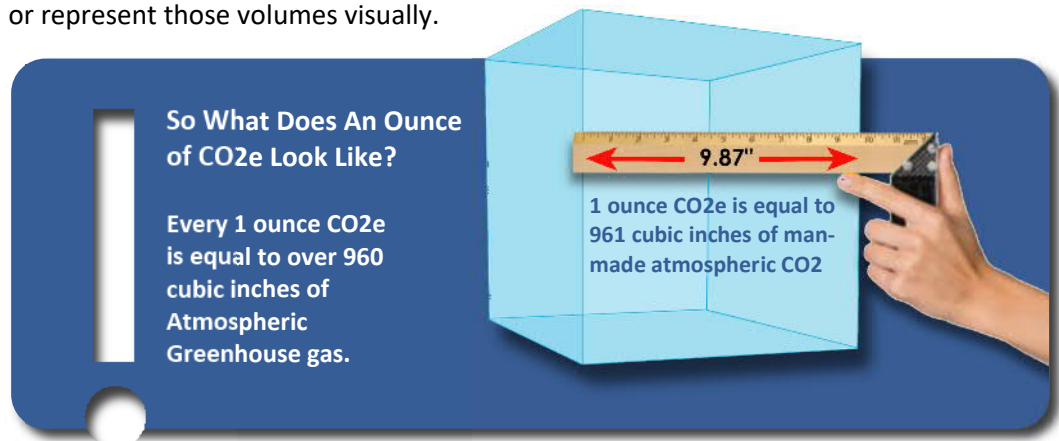 or represent those volumes visually.
So What Does An Ounce
of CO2e Look Like?
Every 1 ounce CO2e
is equal to over 960
cubic inches of
Atmospheric
Greenhouse gas.
9.87"
1 ounce CO2e is equal to
961 cubic inches of man-
made atmospheric CO2